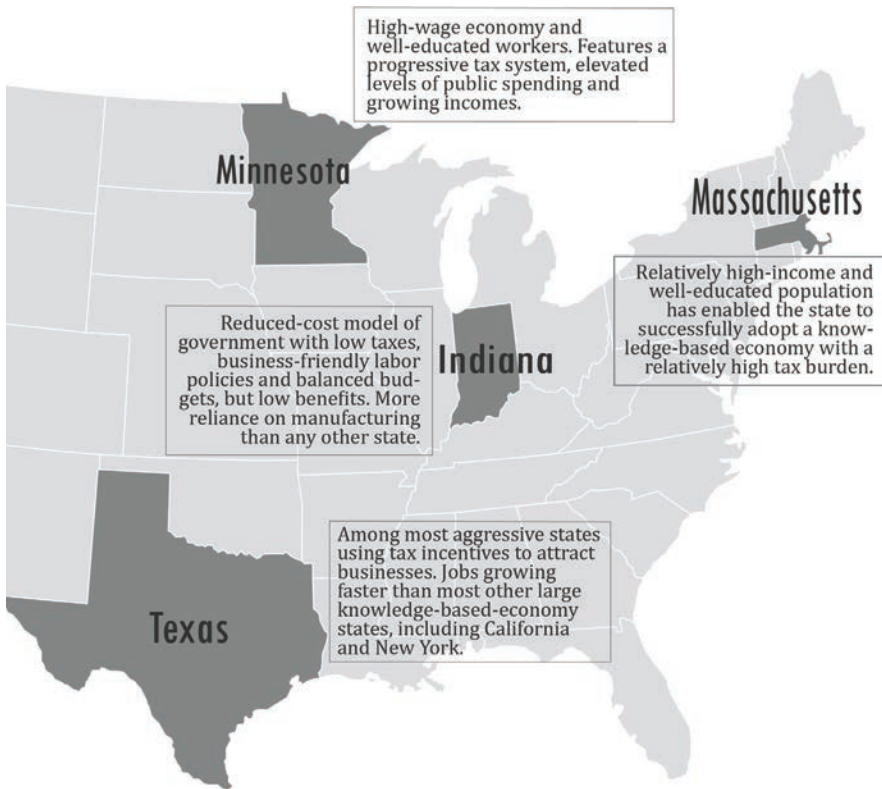 High-wage economy and
well-educated workers. Features a
progressive tax system, elevated
levels of public spending and
growing incomes.
Minnesota
Massachusetts
Relatively high-income and
well-educated population
has enabled the state to
successfully adopt a know-
ledge-based economy with a
relatively high tax burden.
Reduced-cost model of
government with low taxes,
business-friendly labor
policies and balanced bud-
gets, but low benefits. More
reliance on manufacturing
than any other state.
Indiana
Among most aggressive states
using tax incentives to attract
businesses. Jobs growing
faster than most other large
knowledge-based-economy
states, including California
and New York.
Texas